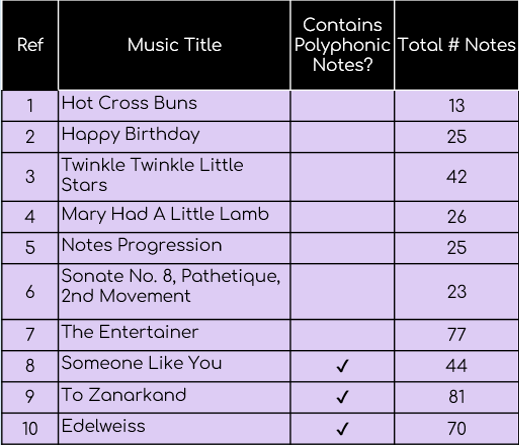 Ref Music Title Contains Polyphonic Notes? Total # Notes
1 Hot Cross Buns 13
2 Happy Birthday 25
3 Twinkle Twinkle Little Stars 42
4 Mary Had A Little Lamb 26
5 Notes Progression 25
6 Sonate No. 8, Pathetique, 2nd Movement 23
7 The Entertainer 77
8 Someone Like You ✓ 44
9 To Zanarkand ✓ 81
10 Edelweiss ✓ 70